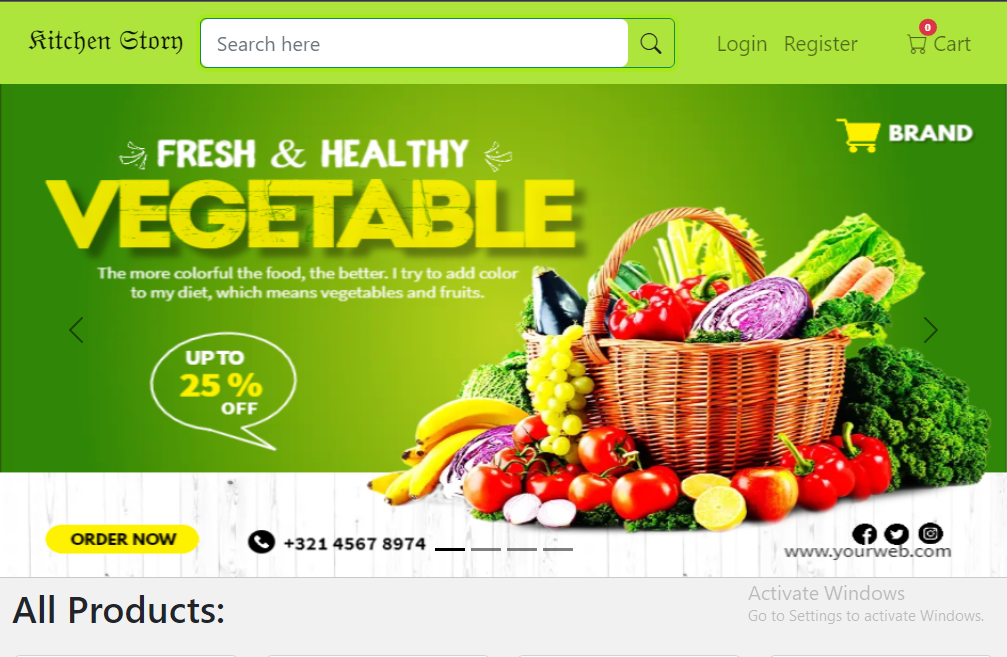 Kitchen Story
Search here
Login
Register
0
Cart
BRAND
FRESH & HEALTHY
VEGETABLE
The more colorful the food, the better. I try to add color
to my diet, which means vegetables and fruits.
UP TO
25 %
OFF
ORDER NOW
+321 4567 8974
www.yourweb.com
All Products:
Activate Windows
Go to Settings to activate Windows.